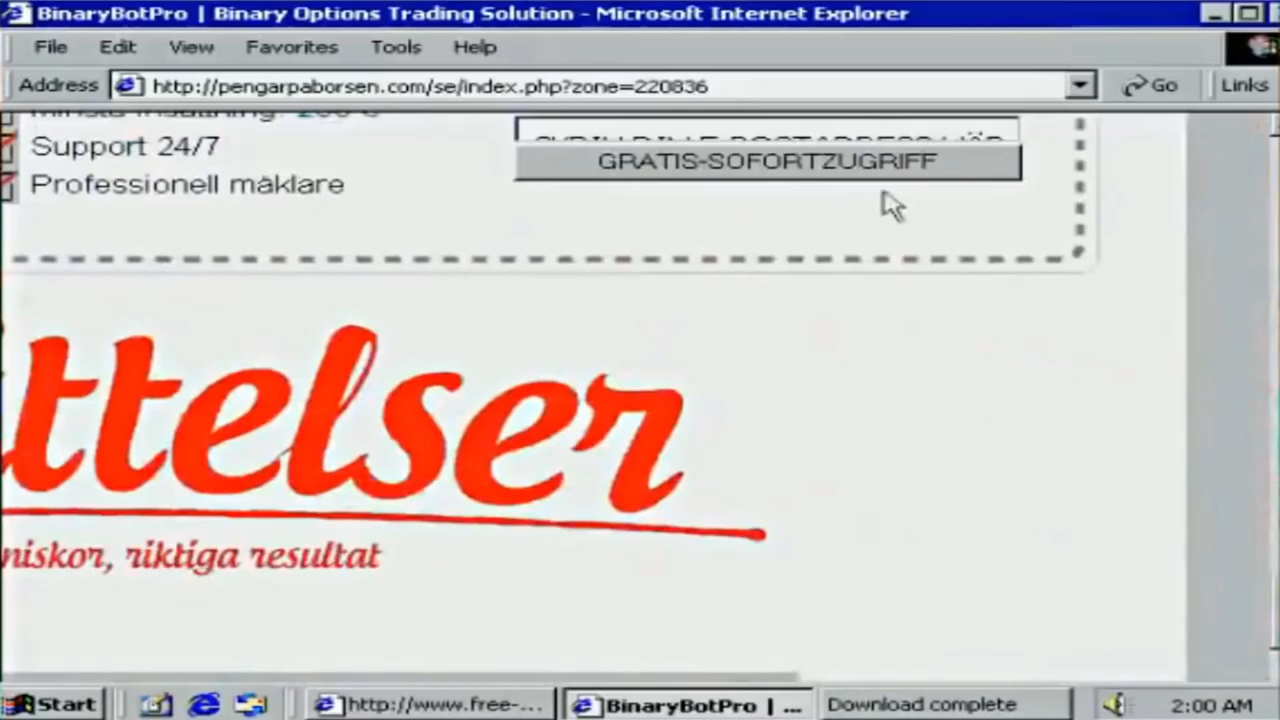 BinaryBotPro | Binary Options Trading Solution - Microsoft Internet Explorer
File Edit View Favorites Tools Help
Address http://pengarpaborsen.com/se/index.php?zone=220836 Go Links
Support 24/7
GRATIS-SOFORTZUGRIFF
Professionell mäklare
ttelser
niskor, riktiga resultat
Start http://www.free-... BinaryBotPro | ... Download complete 2:00 AM